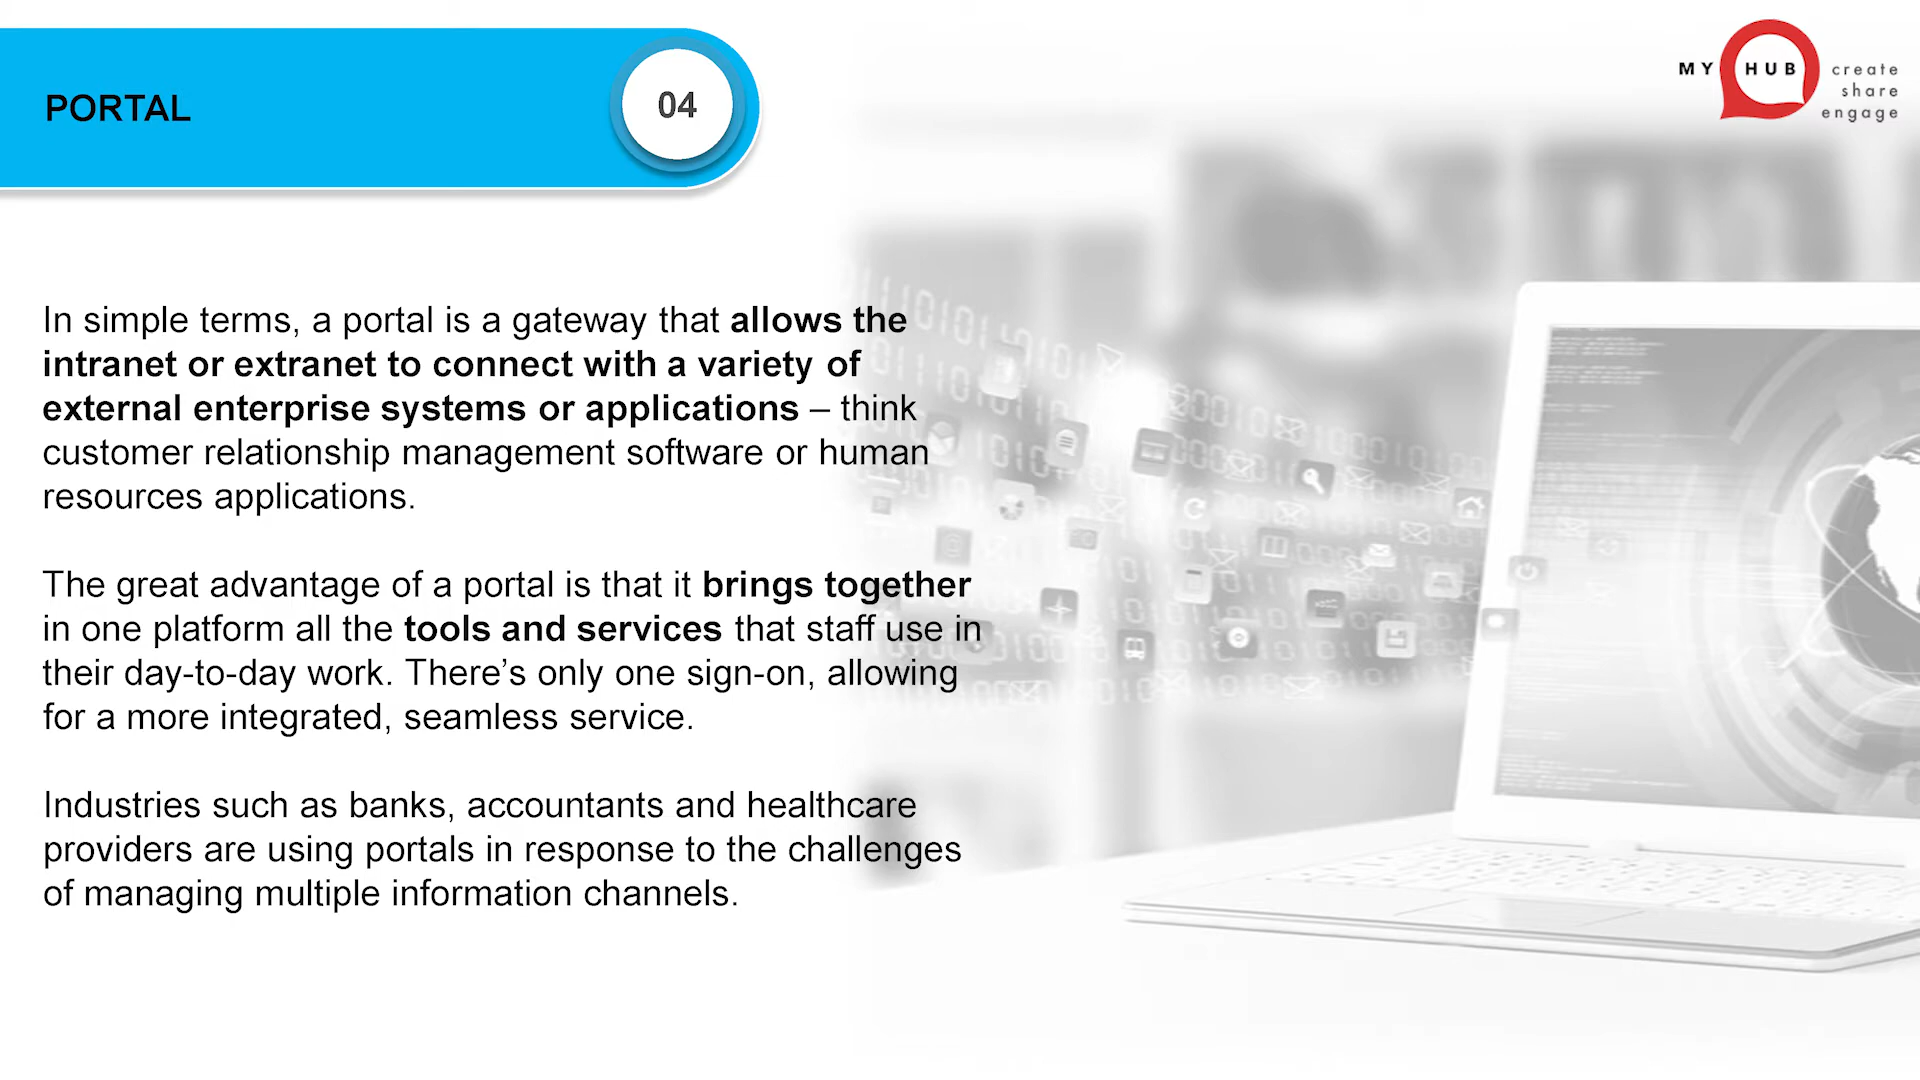 PORTAL
04
MY HUB create
share
engage
In simple terms, a portal is a gateway that allows the
intranet or extranet to connect with a variety of
external enterprise systems or applications – think
customer relationship management software or human
resources applications.
The great advantage of a portal is that it brings together
in one platform all the tools and services that staff use in
their day-to-day work. There’s only one sign-on, allowing
for a more integrated, seamless service.
Industries such as banks, accountants and healthcare
providers are using portals in response to the challenges
of managing multiple information channels.